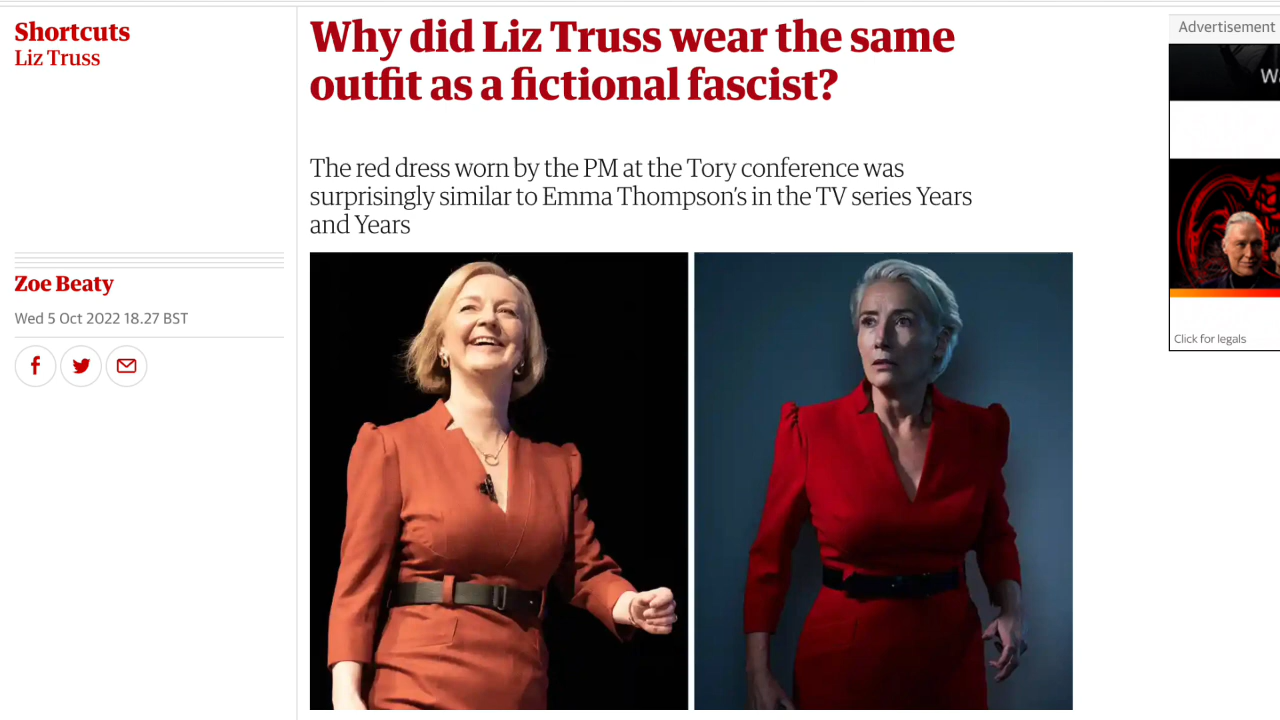 Shortcuts
Liz Truss
Why did Liz Truss wear the same
outfit as a fictional fascist?
The red dress worn by the PM at the Tory conference was
surprisingly similar to Emma Thompson’s in the TV series Years
and Years
Zoe Beaty
Wed 5 Oct 2022 18.27 BST
Advertisement
Click for legals